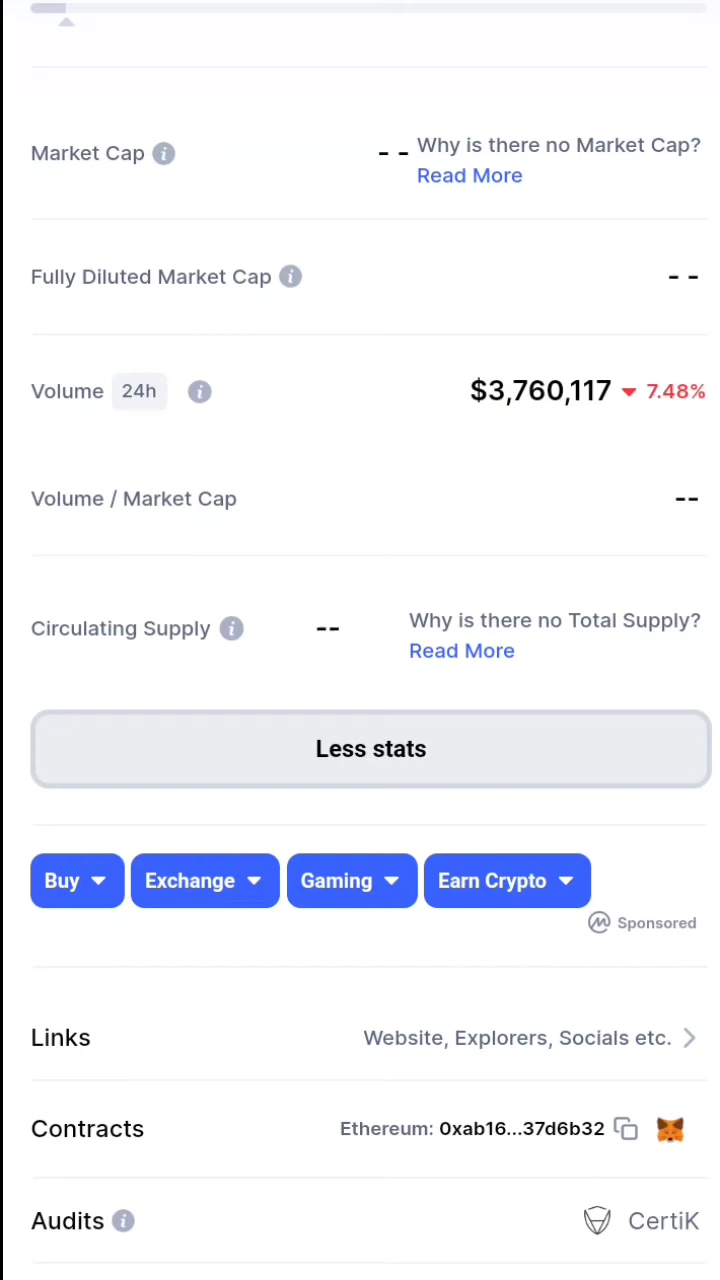 Market Cap
- - Why is there no Market Cap?
Read More
Fully Diluted Market Cap
- -
Volume 24h
$3,760,117 7.48%
Volume / Market Cap
--
Circulating Supply
-- Why is there no Total Supply?
Read More
Less stats
Buy Exchange Gaming Earn Crypto
Sponsored
Links
Website, Explorers, Socials etc.
Contracts
Ethereum: 0xab16...37d6b32
Audits
CertiK